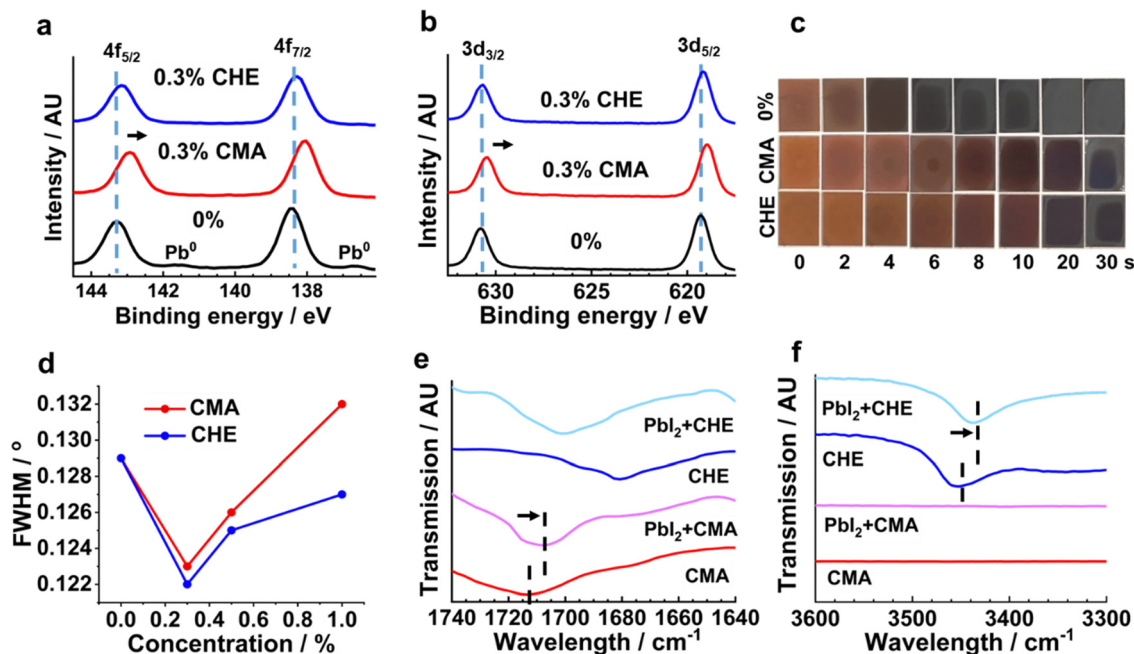 a
4f5/2
4f7/2
0.3% CHE
0.3% CMA
0%
Pb0
Pb0
Intensity / AU
144
142
140
138
Binding energy / eV
b
3d3/2
3d5/2
0.3% CHE
0.3% CMA
0%
Intensity / AU
630
625
620
Binding energy / eV
c
0%
CMA
CHE
0 2 4 6 8 10 20 30 s
d
CMA
CHE
FWHM / °
0.132
0.130
0.128
0.126
0.124
0.122
0.0 0.2 0.4 0.6 0.8 1.0
Concentration / %
e
PbI2+CHE
CHE
PbI2+CMA
CMA
Transmission / AU
1740 1720 1700 1680 1660 1640
Wavelength / cm-1
f
PbI2+CHE
CHE
PbI2+CMA
CMA
Transmission / AU
3600 3500 3400 3300
Wavelength / cm-1